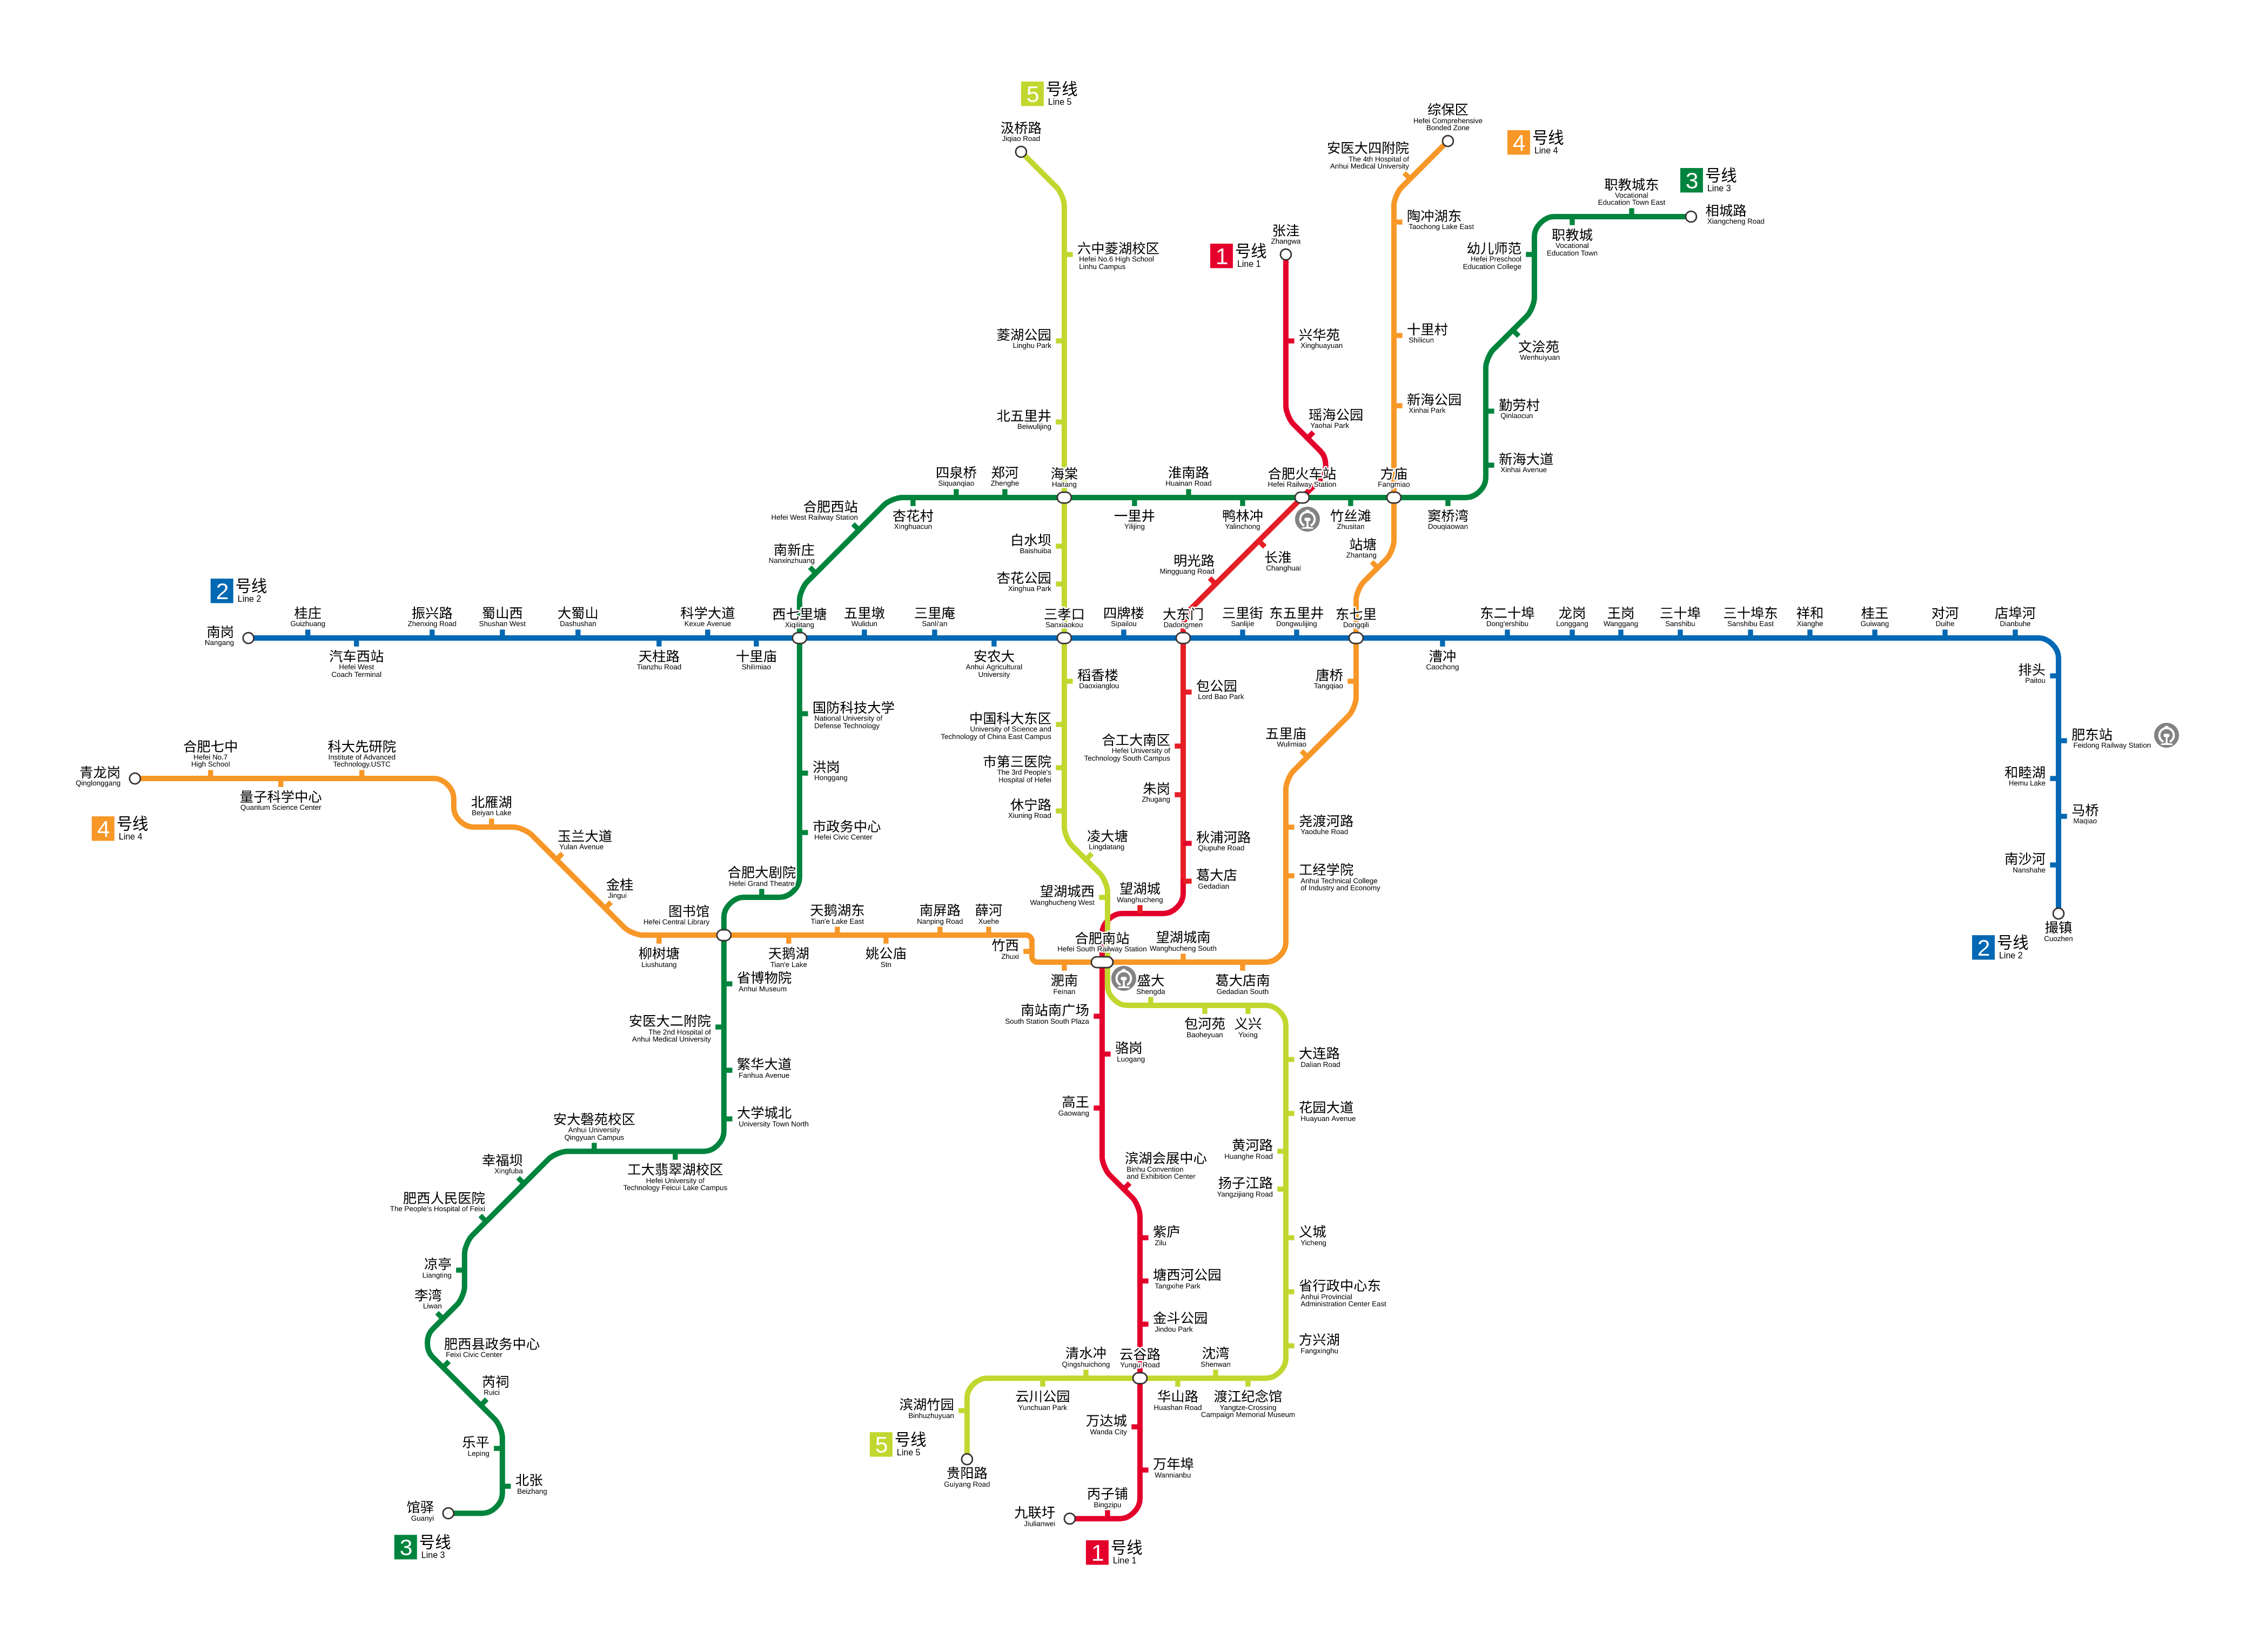 5
号线
Line 5
汲桥路
Jiqiao Road
六中菱湖校区
Hefei No.6 High School
Linhu Campus
菱湖公园
Linghu Park
北五里井
Beiwulijing
海棠
Haitang
白水坝
Baishuiba
杏花公园
Xinghua Park
三孝口
Sanxiaokou
稻香楼
Daoxianglou
中国科大东区
University of Science and
Technology of China East Campus
市第三医院
The 3rd People's
Hospital of Hefei
休宁路
Xiuning Road
凌大塘
Lingdatang
望湖城西
Wanghucheng West
合肥南站
Hefei South Railway Station
盛大
Shengda
包河苑
Baoheyuan
义兴
Yixing
大连路
Dalian Road
花园大道
Huayuan Avenue
黄河路
Huanghe Road
扬子江路
Yangzijiang Road
义城
Yicheng
省行政中心东
Anhui Provincial
Administration Center East
方兴湖
Fangxinghu
渡江纪念馆
Yangtze-Crossing
Campaign Memorial Museum
沈湾
Shenwan
华山路
Huashan Road
云谷路
Yungu Road
清水冲
Qingshuichong
云川公园
Yunchuan Park
滨湖竹园
Binhuzhuyuan
贵阳路
Guiyang Road
5
号线
Line 5
1
号线
Line 1
张洼
Zhangwa
兴华苑
Xinghuayuan
瑶海公园
Yaohai Park
合肥火车站
Hefei Railway Station
长淮
Changhuai
明光路
Mingguang Road
大东门
Dadongmen
包公园
Lord Bao Park
合工大南区
Hefei University of
Technology South Campus
朱岗
Zhugang
秋浦河路
Qiupuhe Road
葛大店
Gedadian
望湖城
Wanghucheng
南站南广场
South Station South Plaza
骆岗
Luogang
高王
Gaowang
滨湖会展中心
Binhu Convention
and Exhibition Center
紫庐
Zilu
塘西河公园
Tangxihe Park
金斗公园
Jindou Park
万达城
Wanda City
万年埠
Wannianbu
丙子铺
Bingzipu
九联圩
Jiulianwei
1
号线
Line 1
4
号线
Line 4
综保区
Hefei Comprehensive
Bonded Zone
安医大四附院
The 4th Hospital of
Anhui Medical University
陶冲湖东
Taochong Lake East
十里村
Shilicun
新海公园
Xinhai Park
方庙
Fangmiao
站塘
Zhantang
东七里
Dongqili
唐桥
Tangqiao
五里庙
Wulimiao
尧渡河路
Yaoduhe Road
工经学院
Anhui Technical College
of Industry and Economy
葛大店南
Gedadian South
望湖城南
Wanghucheng South
淝南
Feinan
竹西
Zhuxi
薛河
Xuehe
南屏路
Nanping Road
姚公庙
Stn
天鹅湖东
Tian'e Lake East
天鹅湖
Tian'e Lake
图书馆
Hefei Central Library
柳树塘
Liushutang
金桂
Jingui
玉兰大道
Yulan Avenue
北雁湖
Beiyan Lake
科大先研院
Institute of Advanced
Technology.USTC
量子科学中心
Quantum Science Center
合肥七中
Hefei No.7
High School
青龙岗
Qinglonggang
4
号线
Line 4
3
号线
Line 3
相城路
Xiangcheng Road
职教城东
Vocational
Education Town East
职教城
Vocational
Education Town
幼儿师范
Hefei Preschool
Education College
文浍苑
Wenhuiyuan
勤劳村
Qinlaocun
新海大道
Xinhai Avenue
窦桥湾
Douqiaowan
竹丝滩
Zhusitan
鸭林冲
Yalinchong
淮南路
Huainan Road
一里井
Yilijing
郑河
Zhenghe
四泉桥
Siquanqiao
杏花村
Xinghuacun
合肥西站
Hefei West Railway Station
南新庄
Nanxinzhuang
西七里塘
Xiqilitang
国防科技大学
National University of
Defense Technology
洪岗
Honggang
市政务中心
Hefei Civic Center
合肥大剧院
Hefei Grand Theatre
省博物院
Anhui Museum
安医大二附院
The 2nd Hospital of
Anhui Medical University
繁华大道
Fanhua Avenue
大学城北
University Town North
工大翡翠湖校区
Hefei University of
Technology Feicui Lake Campus
安大磬苑校区
Anhui University
Qingyuan Campus
幸福坝
Xingfuba
肥西人民医院
The People's Hospital of Feixi
凉亭
Liangting
李湾
Liwan
肥西县政务中心
Feixi Civic Center
芮祠
Ruici
乐平
Leping
北张
Beizhang
馆驿
Guanyi
3
号线
Line 3
2
号线
Line 2
南岗
Nangang
桂庄
Guizhuang
汽车西站
Hefei West
Coach Terminal
振兴路
Zhenxing Road
蜀山西
Shushan West
大蜀山
Dashushan
天柱路
Tianzhu Road
科学大道
Kexue Avenue
十里庙
Shilimiao
五里墩
Wulidun
三里庵
Sanli'an
安农大
Anhui Agricultural
University
四牌楼
Sipailou
三里街
Sanlijie
东五里井
Dongwulijing
漕冲
Caochong
东二十埠
Dong'ershibu
龙岗
Longgang
王岗
Wanggang
三十埠
Sanshibu
三十埠东
Sanshibu East
祥和
Xianghe
桂王
Guiwang
对河
Duihe
店埠河
Dianbuhe
排头
Paitou
肥东站
Feidong Railway Station
和睦湖
Hemu Lake
马桥
Maqiao
南沙河
Nanshahe
撮镇
Cuozhen
2
号线
Line 2